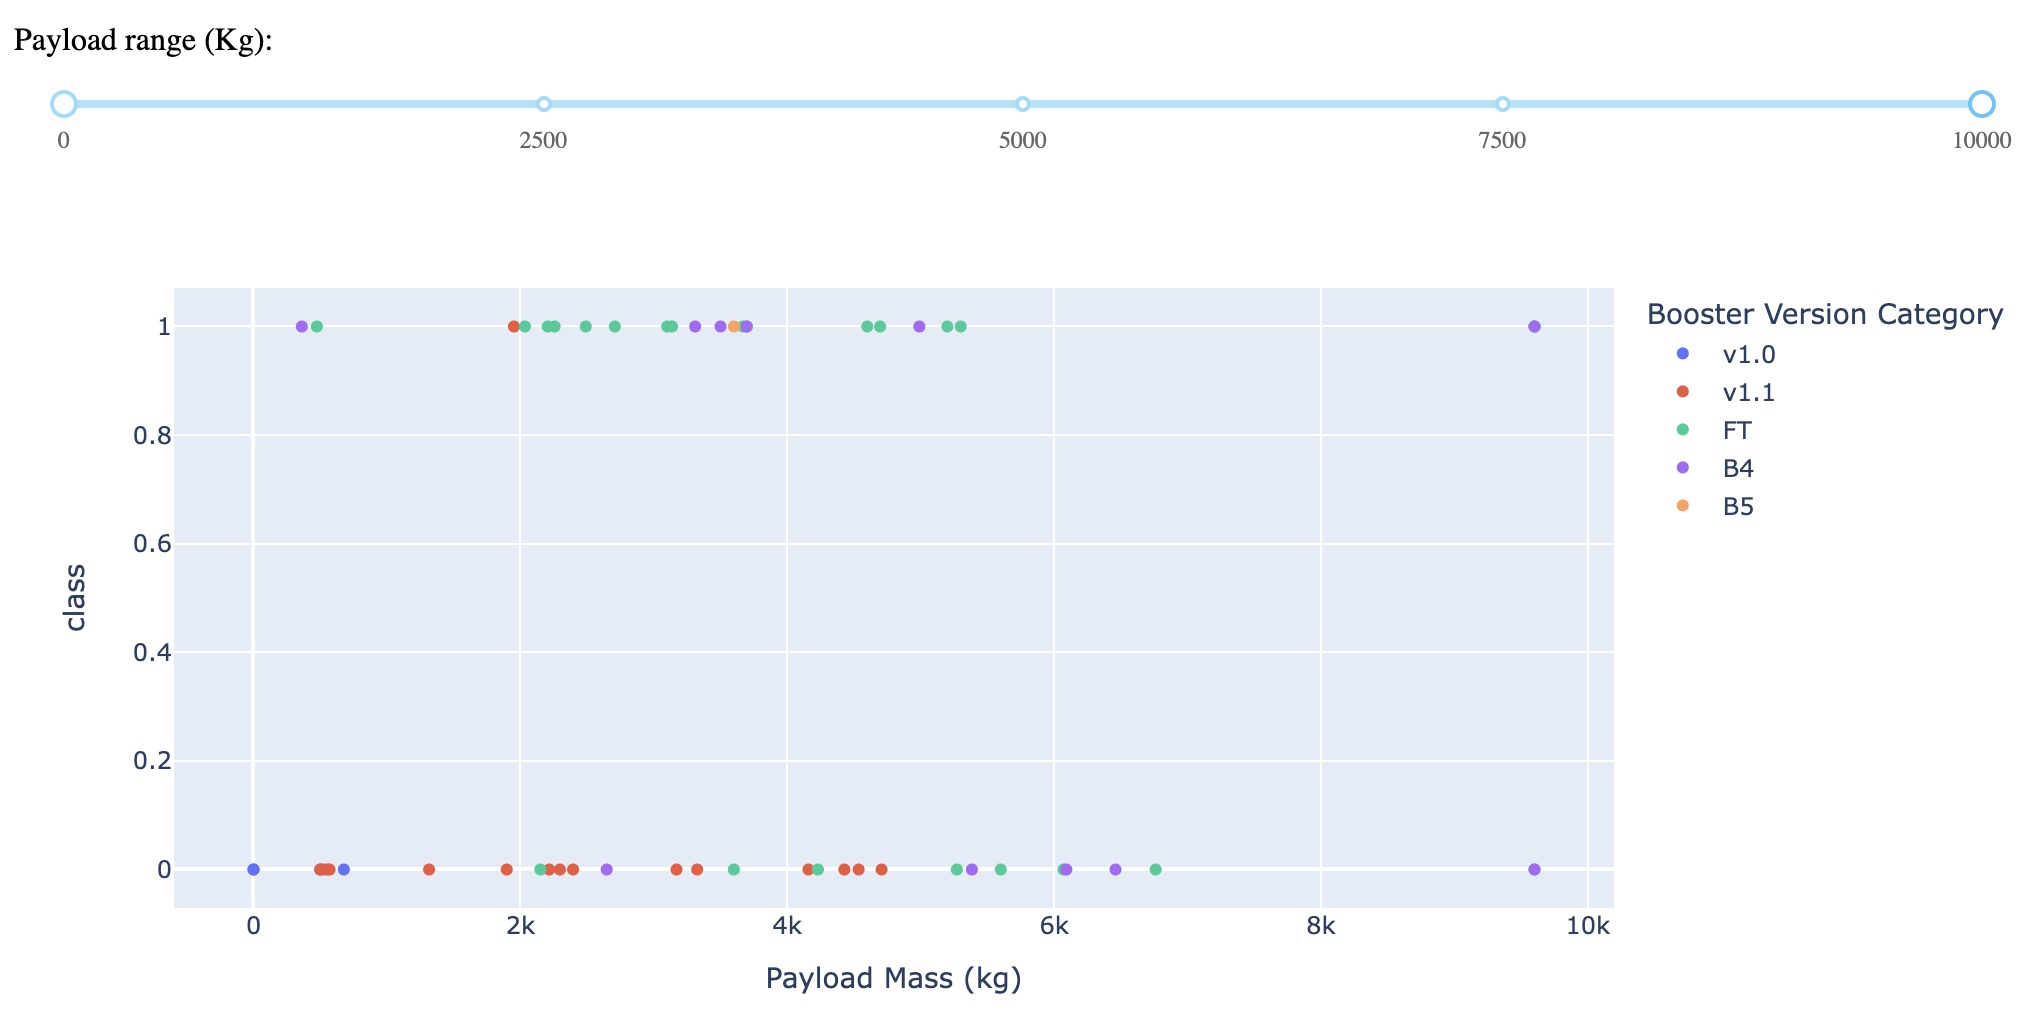 Payload range (Kg):
0 2500 5000 7500 10000
Booster Version Category
v1.0
v1.1
FT
B4
B5
class
1
0.8
0.6
0.4
0.2
0
0 2k 4k 6k 8k 10k
Payload Mass (kg)